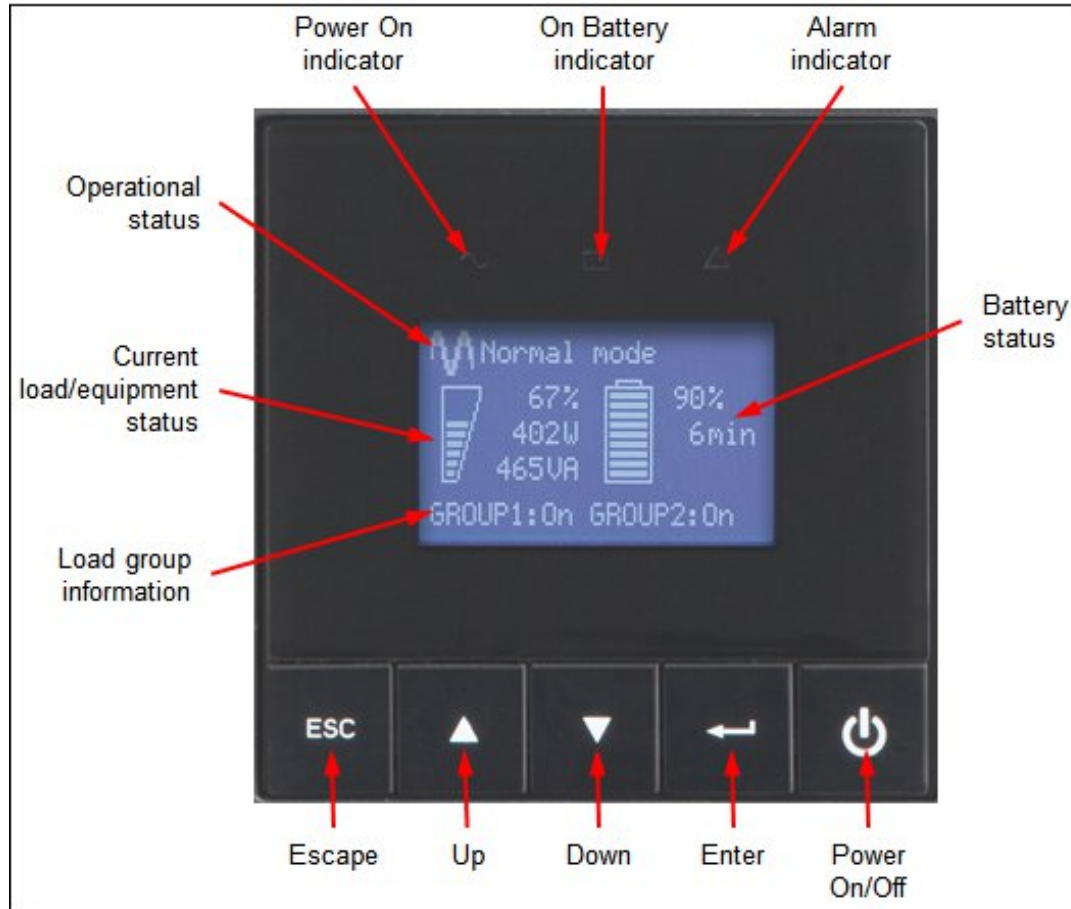 Power On
indicator
On Battery
indicator
Alarm
indicator
Operational
status
Battery
status
Current
load/equipment
status
Normal mode
67%
402W
465VA
90%
6min
GROUP1:On GROUP2:On
Load group
information
ESC
Escape
Up
Down
Enter
Power
On/Off